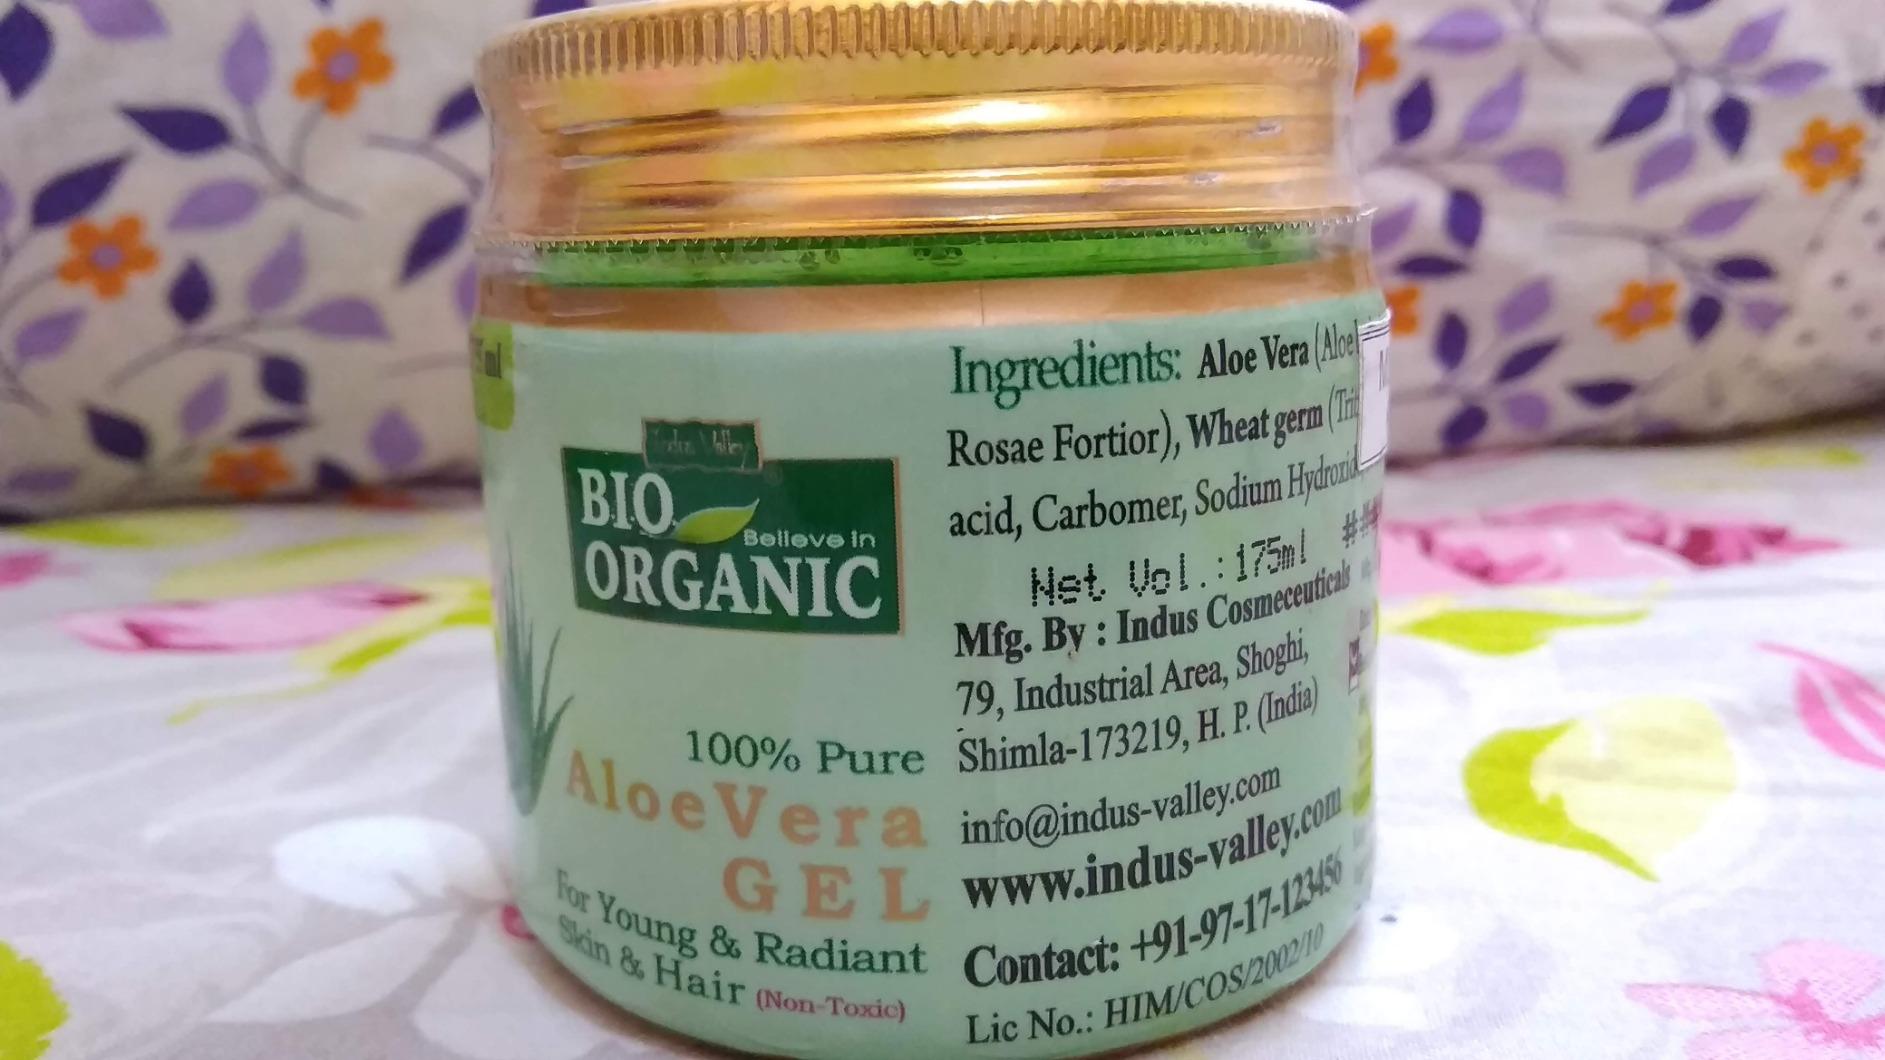 ml
Indus Valley
BIO
Believe in
ORGANIC
100% Pure
AloeVera
GEL
For Young & Radiant
Skin & Hair (Non-Toxic)
Ingredients: Aloe Vera (Aloe
Rosae Fortior), Wheat germ
acid, Carbomer, Sodium
Net Vol.:175ml
Mfg. By : Indus Cosmeceuticals
79, Industrial Area, Shoghi,
Shimla-173219, H. P. (India)
info@indus-valley.com
www.indus-valley.com
Contact: +91-97-17-123456
Lic No.: HIM/COS/2002/10